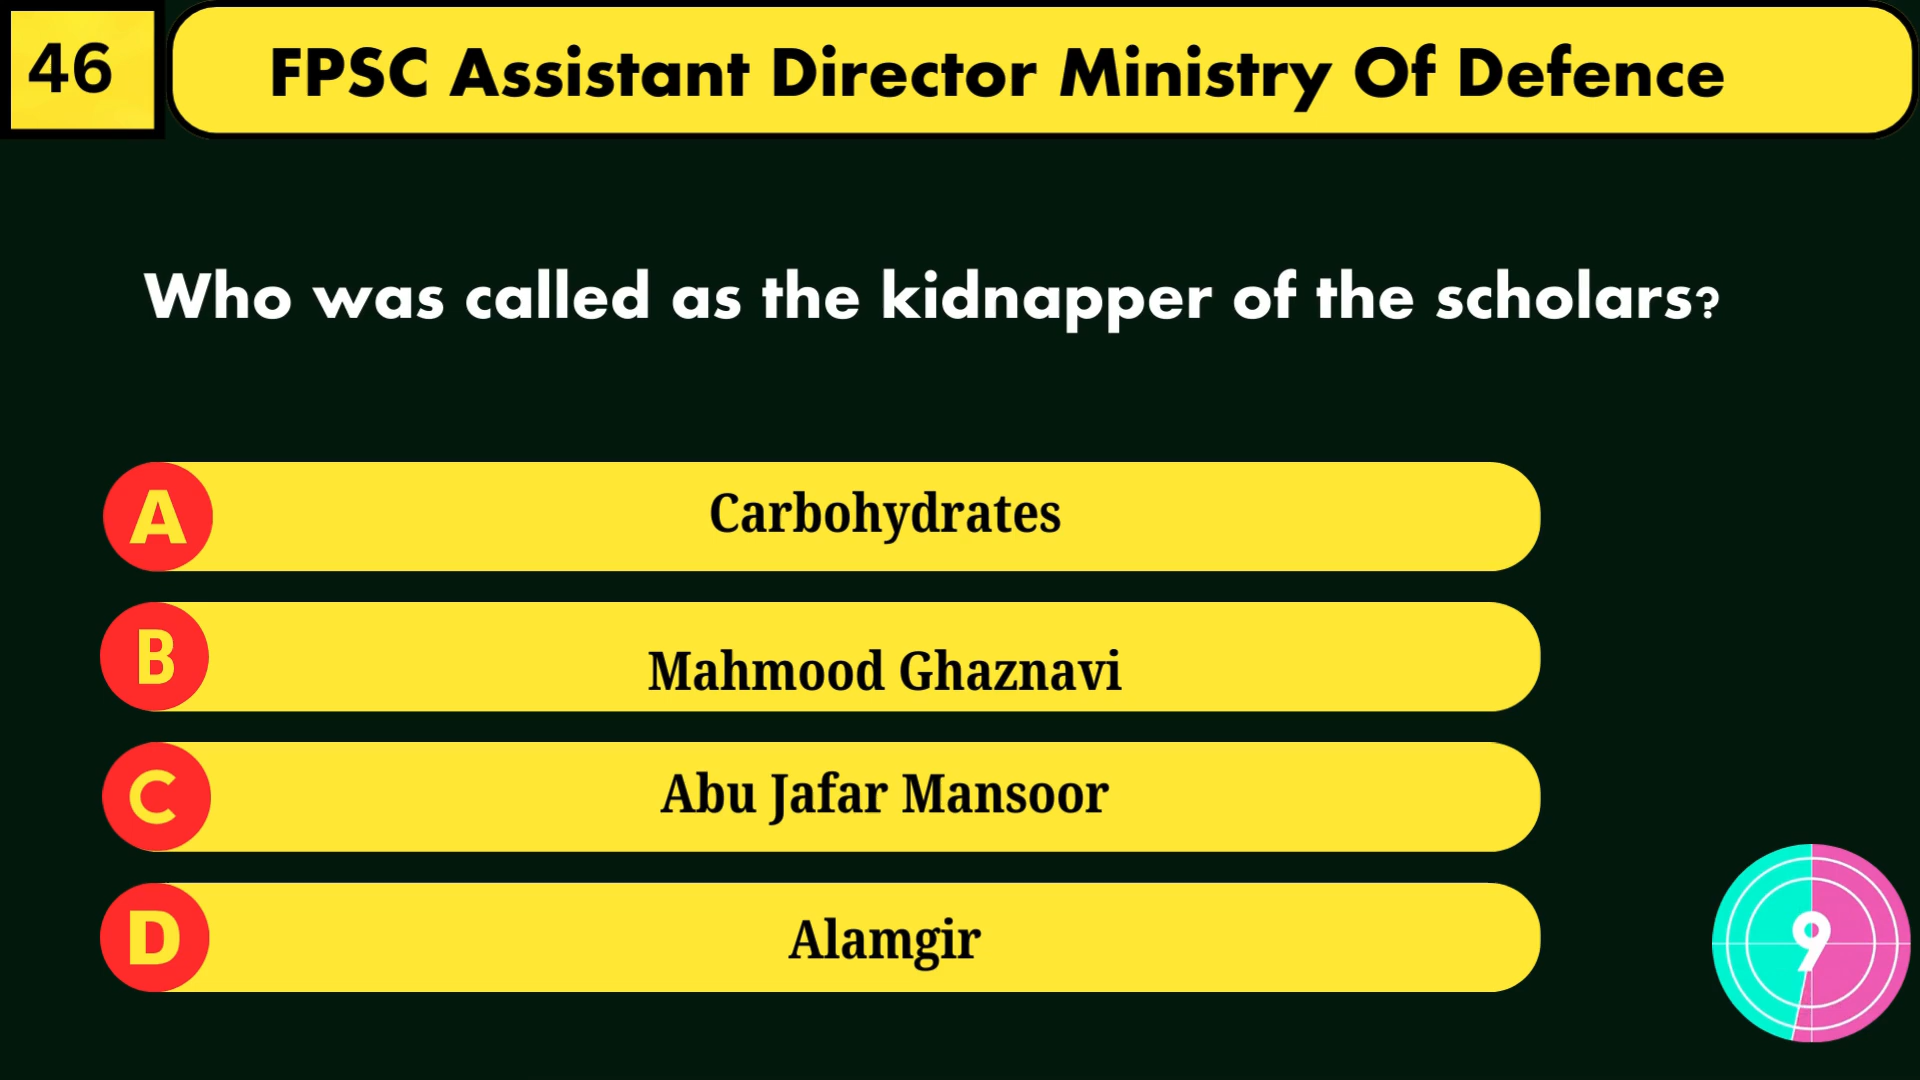 46
FPSC Assistant Director Ministry Of Defence
Who was called as the kidnapper of the scholars?
A Carbohydrates
B Mahmood Ghaznavi
C Abu Jafar Mansoor
D Alamgir
9